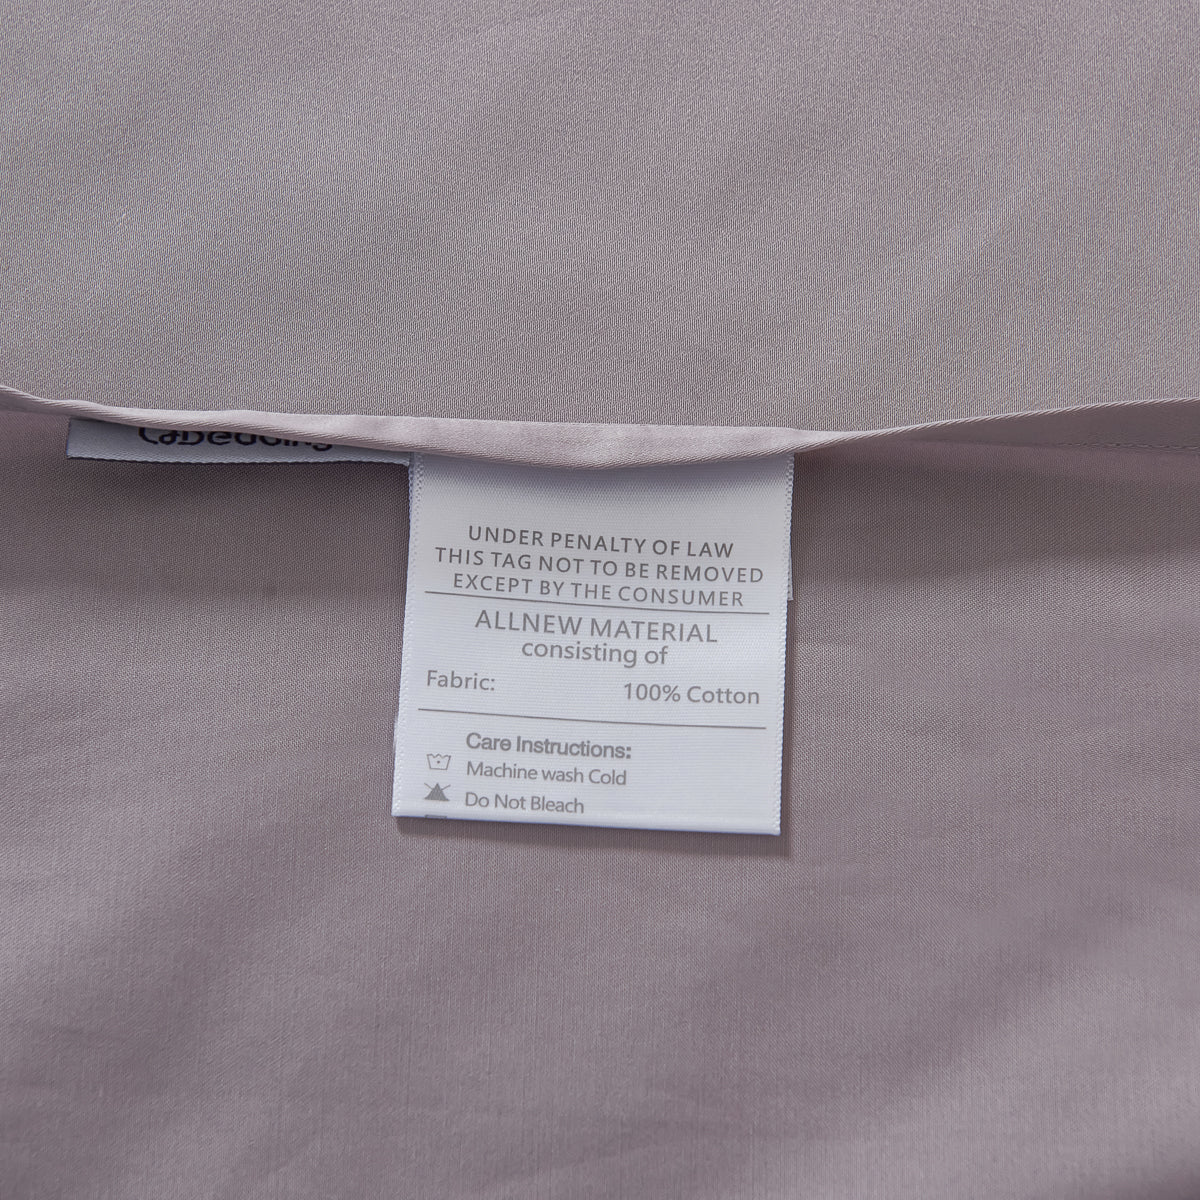 UNDER PENALTY OF LAW
THIS TAG NOT TO BE REMOVED
EXCEPT BY THE CONSUMER
ALLNEW MATERIAL
consisting of
Fabric: 100% Cotton
Care Instructions:
Machine wash Cold
Do Not Bleach